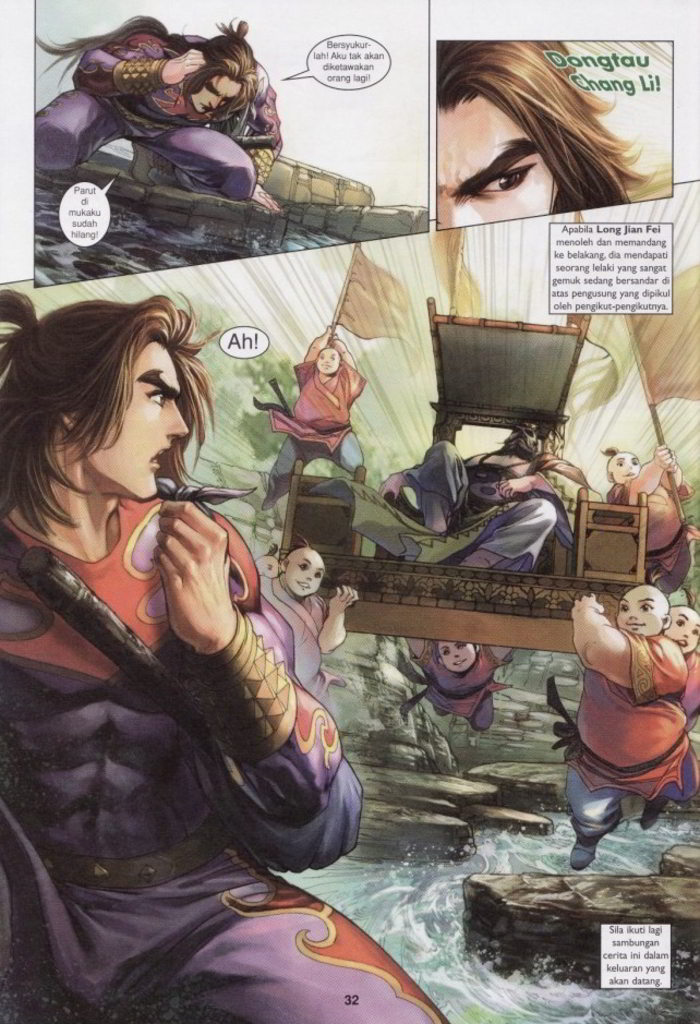 Bersyukur-
lah! Aku tak
diketawakan
orang lagi!
Parut
di
mukaku
sudah
hilang!
Dongtau
Chang Li!
Apabila Long Jian Fei
menoleh dan memandang
ke belakang, dia mendapati
seorang lelaki yang sangat
gemuk sedang bersandar di
atas pengusung yang dipikul
oleh pengikut-pengikutnya.
Ah!
Sila ikuti lagi
sambungan
cerita ini dalam
keluaran yang
akan datang.
32